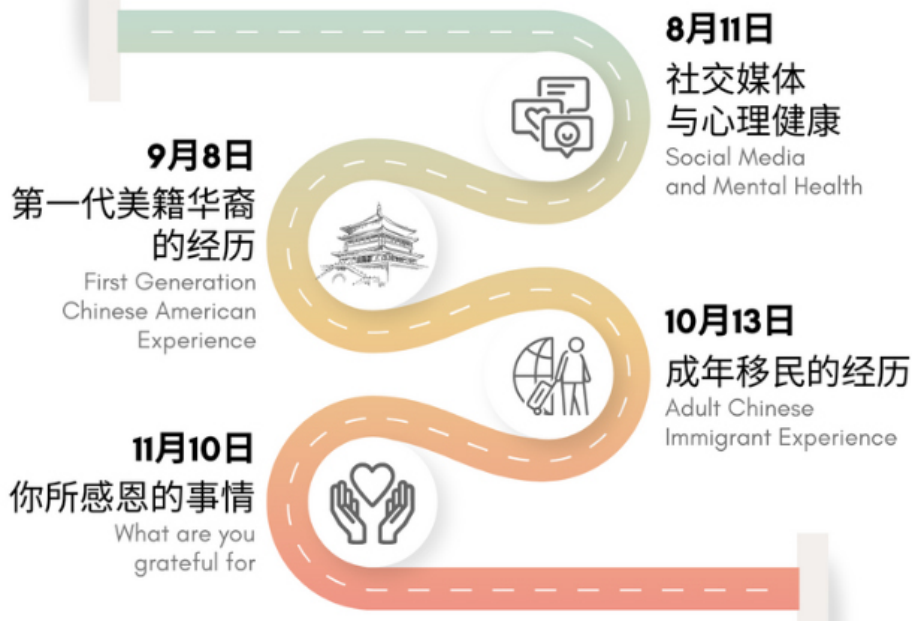 8月11日
社交媒体
与心理健康
Social Media
and Mental Health
9月8日
第一代美籍华裔
的经历
First Generation
Chinese American
Experience
10月13日
成年移民的经历
Adult Chinese
Immigrant Experience
11月10日
你所感恩的事情
What are you
grateful for